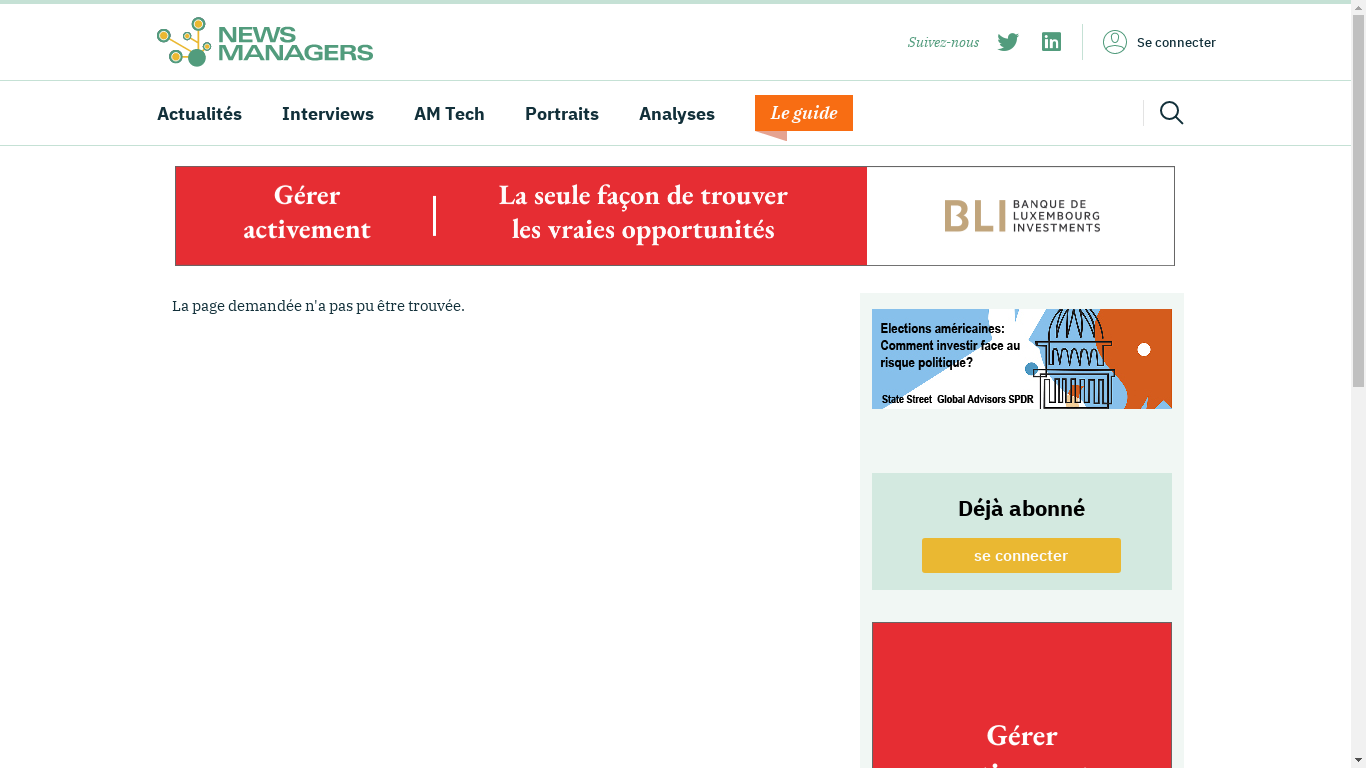 NEWS
MANAGERS
Suivez-nous
Se connecter
Actualités
Interviews
AM Tech
Portraits
Analyses
Le guide
Gérer
activement
La seule façon de trouver
les vraies opportunités
BLI
BANQUE DE
LUXEMBOURG
INVESTMENTS
La page demandée n'a pas pu être trouvée.
Elections américaines:
Comment investir face au
risque politique?
State Street Global Advisors SPDR
Déjà abonné
se connecter
Gérer